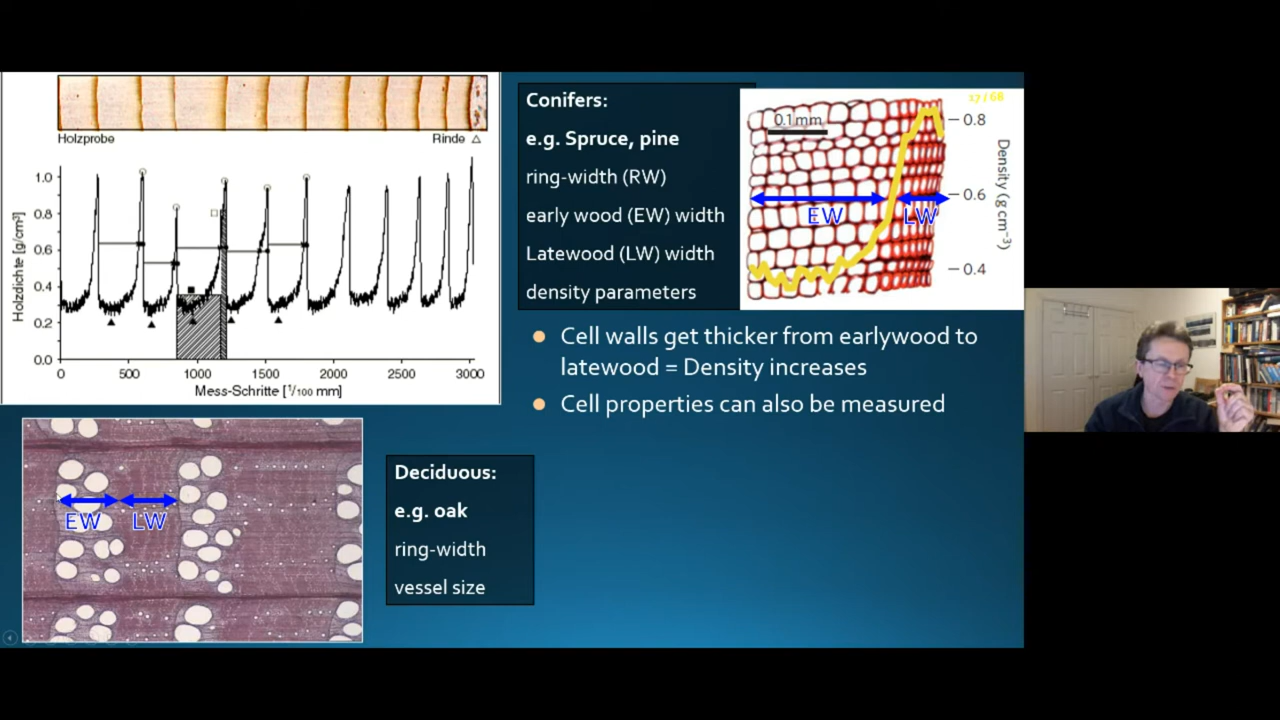 Holzprobe
Rinde △
Holzdichte [g/cm³]
1.0
0.8
0.6
0.4
0.2
0.0
0
500
1000
1500
2000
2500
3000
Mess-Schritte [1/100 mm]
Conifers:
e.g. Spruce, pine
ring-width (RW)
early wood (EW) width
Latewood (LW) width
density parameters
17 / 68
0.1 mm
EW
LW
0.8
0.6
0.4
Density (g cm⁻³)
Cell walls get thicker from earlywood to
latewood = Density increases
Cell properties can also be measured
EW
LW
Deciduous:
e.g. oak
ring-width
vessel size